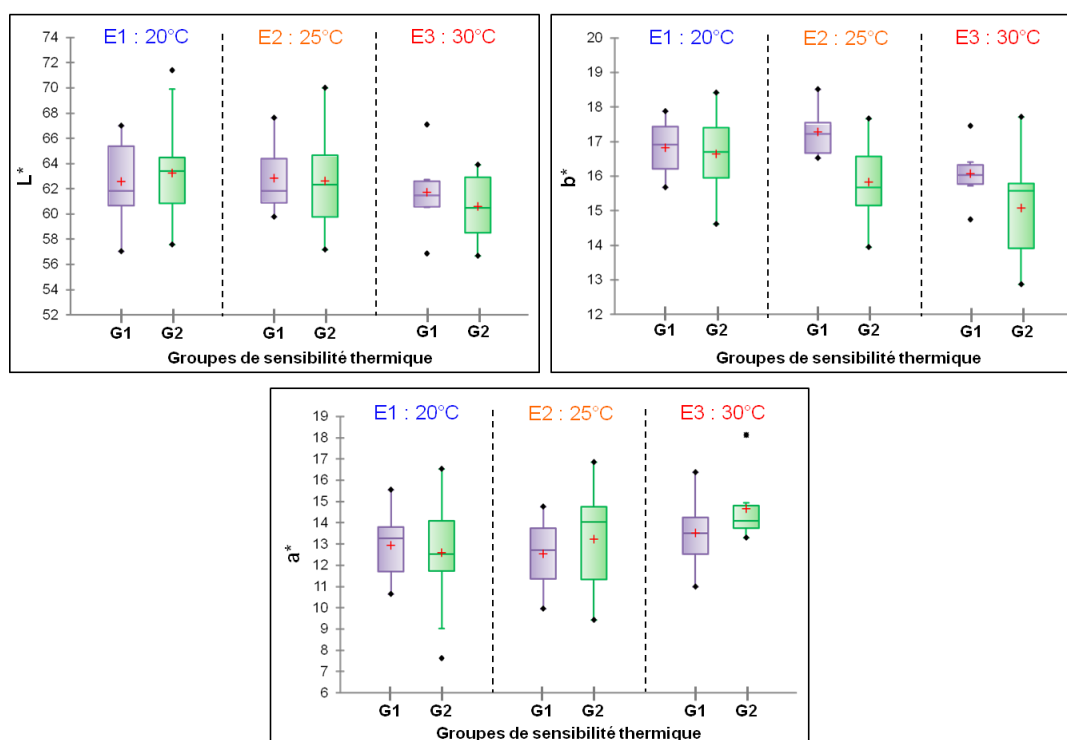 E1 : 20°C E2 : 25°C E3 : 30°C
74
72
70
68
66
64
62
60
58
56
54
52
L*
G1 G2 G1 G2 G1 G2
Groupes de sensibilité thermique
E1 : 20°C E2 : 25°C E3 : 30°C
20
19
18
17
16
15
14
13
12
b*
G1 G2 G1 G2 G1 G2
Groupes de sensibilité thermique
E1 : 20°C E2 : 25°C E3 : 30°C
19
18
17
16
15
14
13
12
11
10
9
8
7
6
a*
G1 G2 G1 G2 G1 G2
Groupes de sensibilité thermique